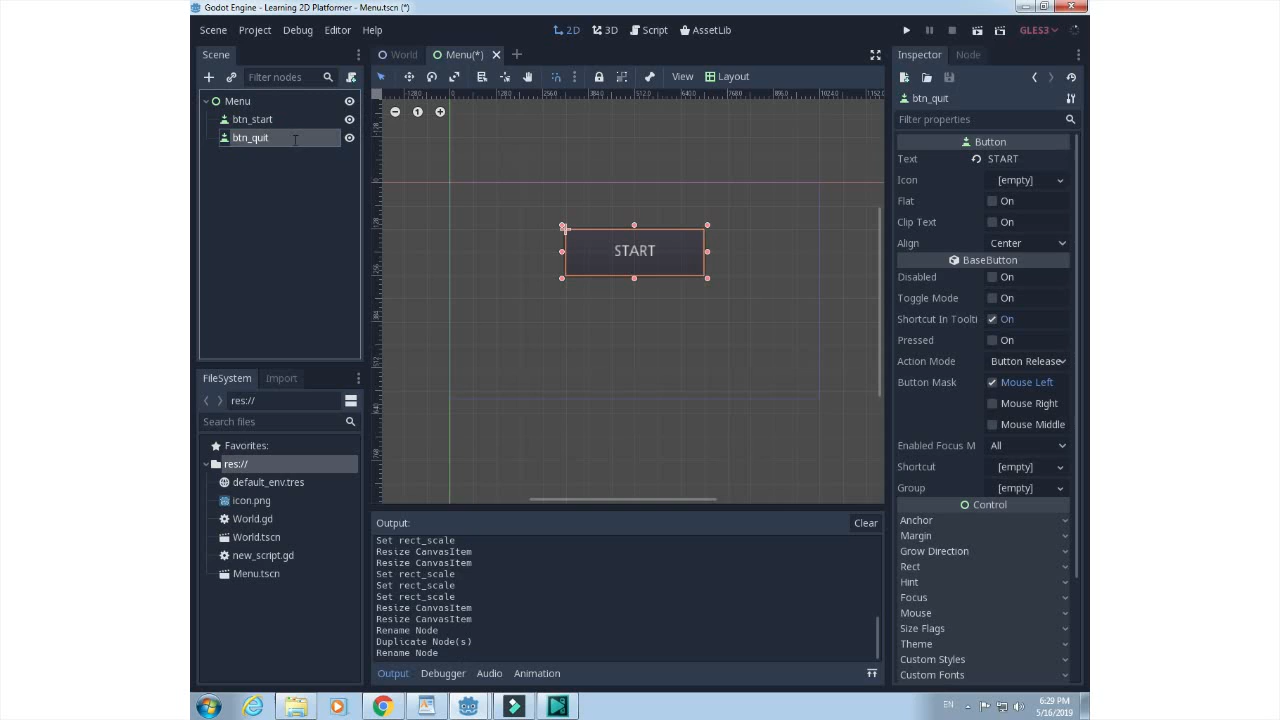 Godot Engine - Learning 2D Platformer - Menu.tscn (*)
Scene Project Debug Editor Help
2D 3D Script AssetLib
GLES3
Scene
Filter nodes
Menu
btn_start
btn_quit
World Menu(*)
View Layout
START
FileSystem Import
res://
Search files
Favorites:
res://
default_env.tres
icon.png
World.gd
World.tscn
new_script.gd
Menu.tscn
Output:
Clear
Set rect_scale
Resize CanvasItem
Resize CanvasItem
Set rect_scale
Set rect_scale
Set rect_scale
Resize CanvasItem
Resize CanvasItem
Rename Node
Duplicate Node(s)
Rename Node
Output Debugger Audio Animation
Inspector Node
btn_quit
Filter properties
Button
Text START
Icon [empty]
Flat On
Clip Text On
Align Center
BaseButton
Disabled On
Toggle Mode On
Shortcut In Toolti On
Pressed On
Action Mode Button Release
Button Mask Mouse Left
Mouse Right
Mouse Middle
Enabled Focus M All
Shortcut [empty]
Group [empty]
Control
Anchor
Margin
Grow Direction
Rect
Hint
Focus
Mouse
Size Flags
Theme
Custom Styles
Custom Fonts
EN
6:29 PM
5/16/2019